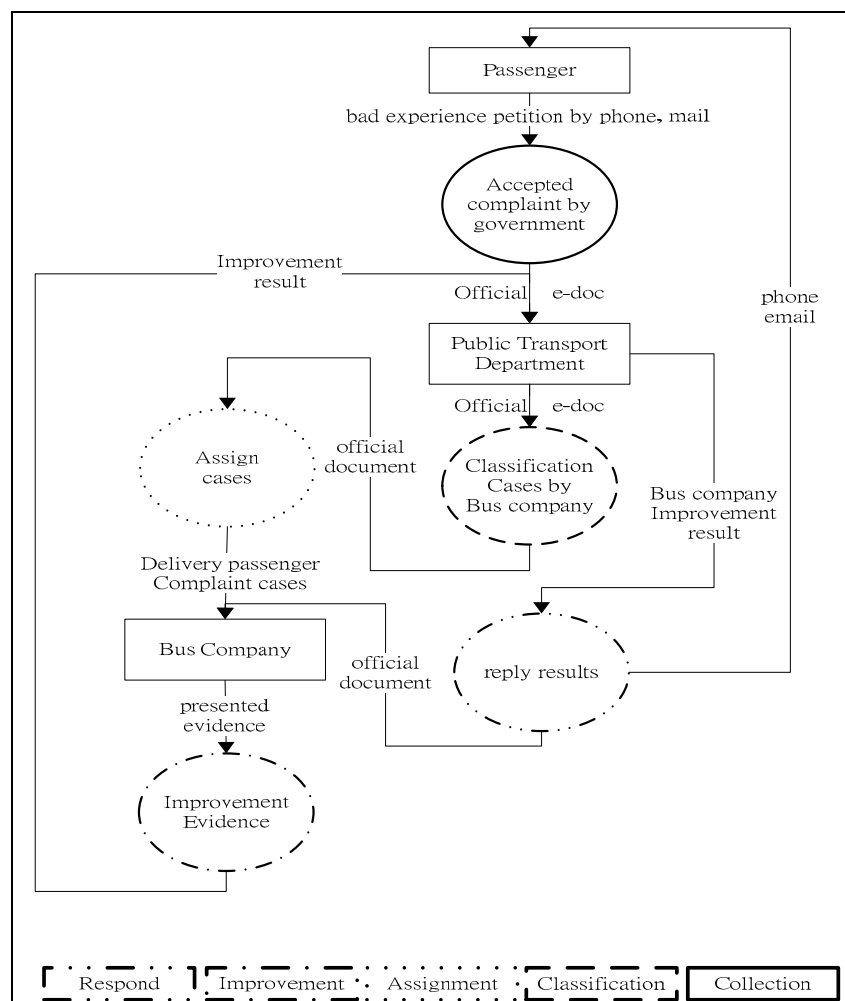 Passenger
bad experience petition by phone, mail
Accepted
complaint by
government
Improvement
result
Official e-doc
phone
email
Public Transport
Department
Official e-doc
official
document
Assign
cases
Classification
Cases by
Bus company
Bus company
Improvement
result
Delivery passenger
Complaint cases
Bus Company
official
document
reply results
presented
evidence
Improvement
Evidence
Respond Improvement Assignment Classification Collection